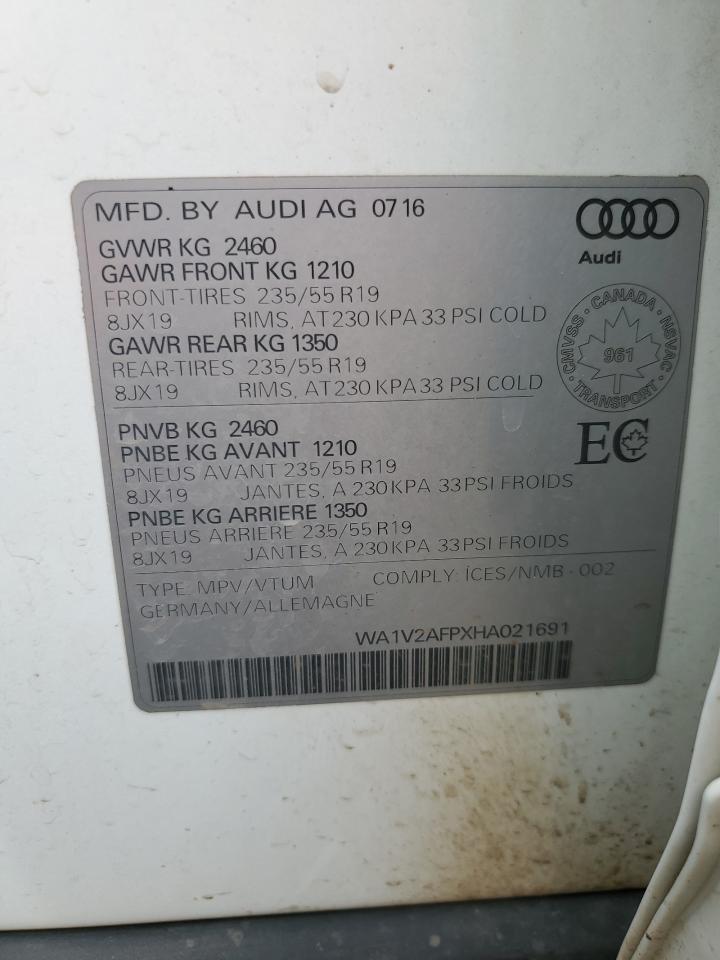 MFD. BY AUDI AG 0716
Audi
GVWR KG 2460
GAWR FRONT KG 1210
FRONT-TIRES 235/55 R19
8JX19 RIMS, AT 230 KPA 33 PSI COLD
GAWR REAR KG 1350
REAR-TIRES 235/55 R19
8JX19 RIMS, AT 230 KPA 33 PSI COLD
CANADA
CMVSS · NSVAC
961
TRANSPORT
PNVB KG 2460
PNBE KG AVANT 1210
PNEUS AVANT 235/55 R19
8JX19 JANTES, A 230 KPA 33 PSI FROIDS
EC
PNBE KG ARRIERE 1350
PNEUS ARRIERE 235/55 R19
8JX19 JANTES, A 230 KPA 33 PSI FROIDS
TYPE: MPV/VTUM COMPLY: ICES/NMB - 002
GERMANY/ALLEMAGNE
WA1V2AFPXHA021691